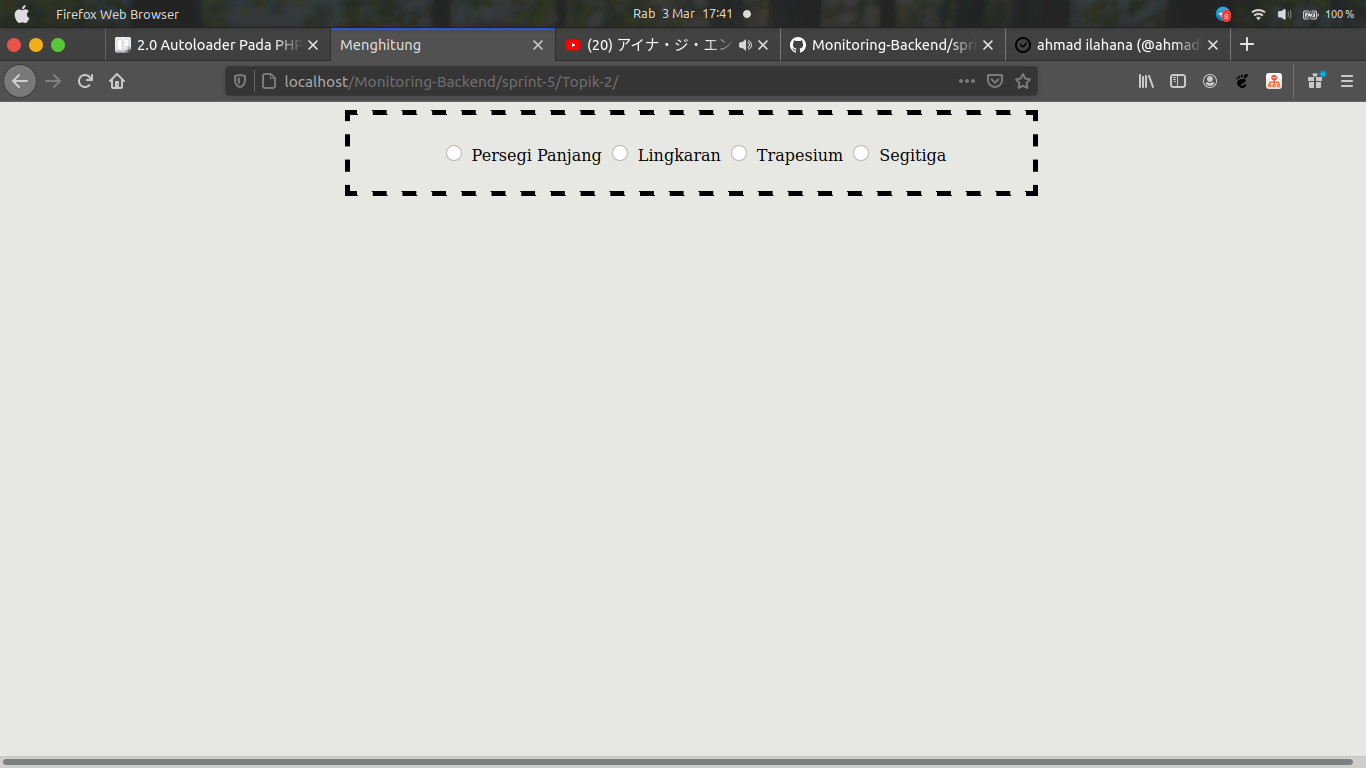 Firefox Web Browser
Rab 3 Mar 17:41
8
100 %
2.0 Autoloader Pada PHP
Menghitung
(20) アイナ・ジ・エン
Monitoring-Backend/spri
ahmad ilahana (@ahmad
localhost/Monitoring-Backend/sprint-5/Topik-2/
Persegi Panjang Lingkaran Trapesium Segitiga